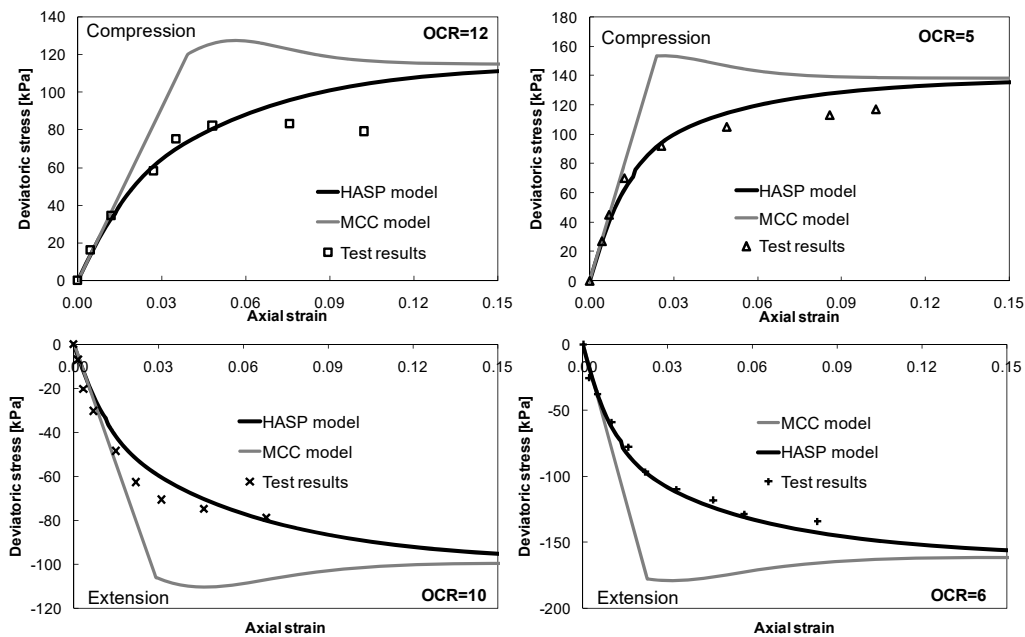 140
120
100
80
60
40
20
0
Deviatoric stress [kPa]
Compression
OCR=12
HASP model
MCC model
Test results
0.00 0.03 0.06 0.09 0.12 0.15
Axial strain
180
160
140
120
100
80
60
40
20
0
Deviatoric stress [kPa]
Compression
OCR=5
HASP model
MCC model
Test results
0.00 0.03 0.06 0.09 0.12 0.15
Axial strain
0
-20
-40
-60
-80
-100
-120
Deviatoric stress [kPa]
0.00 0.03 0.06 0.09 0.12 0.15
HASP model
MCC model
Test results
Extension
OCR=10
Axial strain
0
-50
-100
-150
-200
Deviatoric stress [kPa]
0.00 0.03 0.06 0.09 0.12 0.15
MCC model
HASP model
Test results
Extension
OCR=6
Axial strain